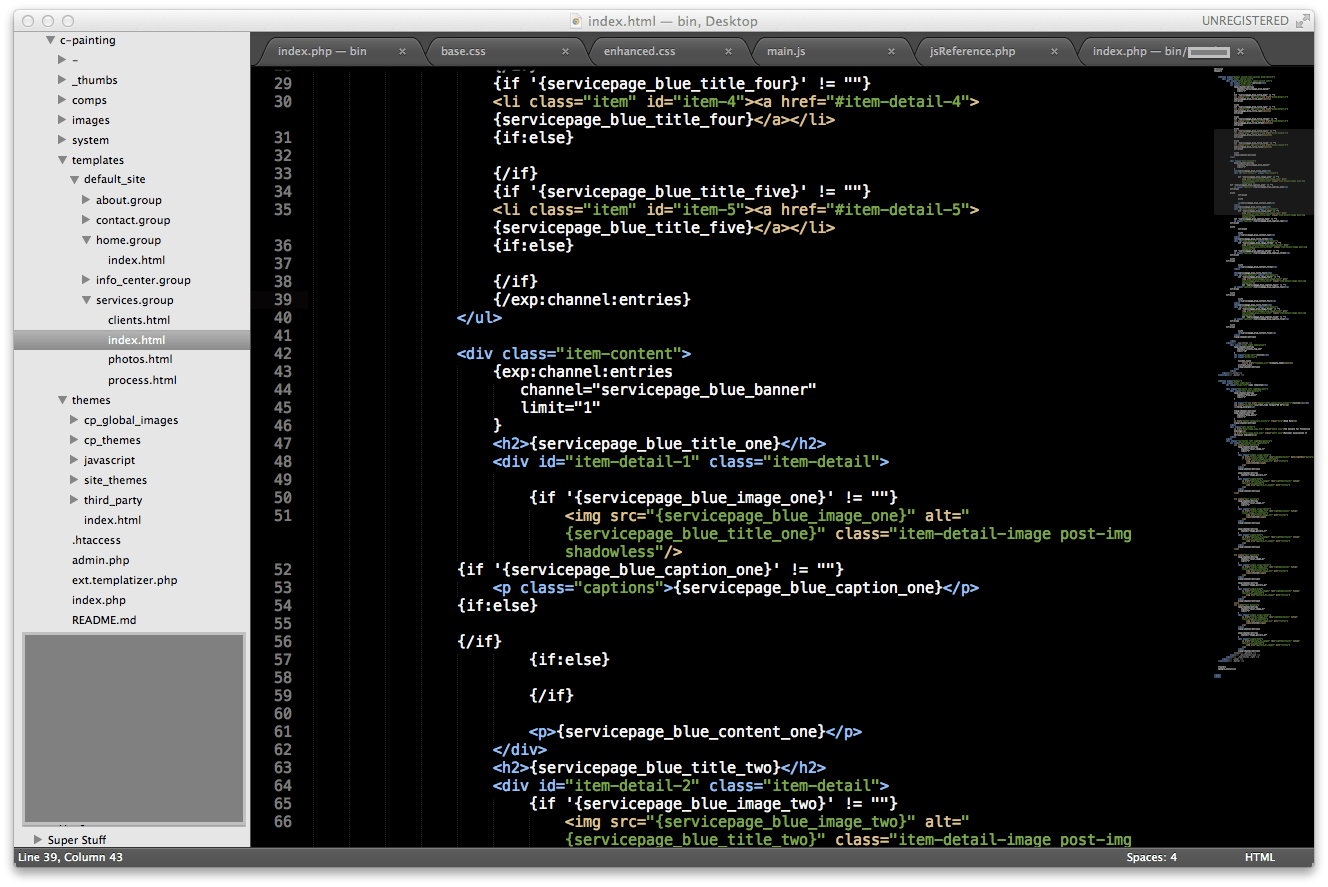 index.html — bin, Desktop
UNREGISTERED
c-painting
–
_thumbs
comps
images
system
templates
default_site
about.group
contact.group
home.group
index.html
info_center.group
services.group
clients.html
index.html
photos.html
process.html
themes
cp_global_images
cp_themes
javascript
site_themes
third_party
index.html
.htaccess
admin.php
ext.templatizer.php
index.php
README.md
Super Stuff
index.php — bin × base.css × enhanced.css × main.js × jsReference.php × index.php — bin/ ×
29 {if '{servicepage_blue_title_four}' != ""}
30 <li class="item" id="item-4"><a href="#item-detail-4">
{servicepage_blue_title_four}</a></li>
31 {if:else}
32
33 {/if}
34 {if '{servicepage_blue_title_five}' != ""}
35 <li class="item" id="item-5"><a href="#item-detail-5">
{servicepage_blue_title_five}</a></li>
36 {if:else}
37
38 {/if}
39 {/exp:channel:entries}
40 </ul>
41
42 <div class="item-content">
43 {exp:channel:entries
44 channel="servicepage_blue_banner"
45 limit="1"
46 }
47 <h2>{servicepage_blue_title_one}</h2>
48 <div id="item-detail-1" class="item-detail">
49
50 {if '{servicepage_blue_image_one}' != ""}
51 <img src="{servicepage_blue_image_one}" alt="
{servicepage_blue_title_one}" class="item-detail-image post-img
shadowless"/>
52 {if '{servicepage_blue_caption_one}' != ""}
53 <p class="captions">{servicepage_blue_caption_one}</p>
54 {if:else}
55
56 {/if}
57 {if:else}
58
59 {/if}
60
61 <p>{servicepage_blue_content_one}</p>
62 </div>
63 <h2>{servicepage_blue_title_two}</h2>
64 <div id="item-detail-2" class="item-detail">
65 {if '{servicepage_blue_image_two}' != ""}
66 <img src="{servicepage_blue_image_two}" alt="
{servicepage_blue_title_two}" class="item-detail-image post-img
Line 39, Column 43
Spaces: 4
HTML